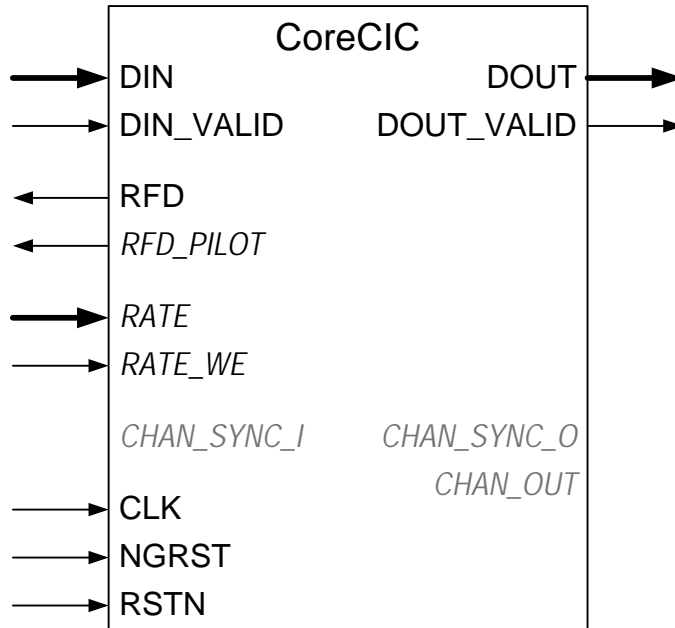 CoreCIC
DIN DOUT
DIN_VALID DOUT_VALID
RFD
RFD_PILOT
RATE
RATE_WE
CHAN_SYNC_I CHAN_SYNC_O
CHAN_OUT
CLK
NGRST
RSTN